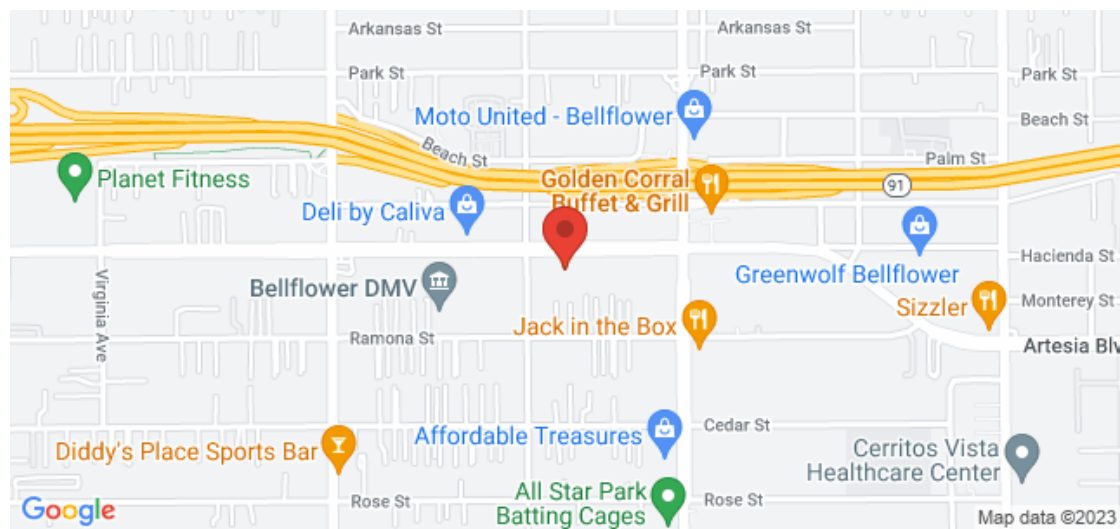 Arkansas St
Arkansas St
Park St
Park St
Park St
Moto United - Bellflower
Beach St
Beach St
Palm St
Planet Fitness
Golden Corral
Buffet & Grill
91
Deli by Caliva
Hacienda St
Greenwolf Bellflower
Bellflower DMV
Virginia Ave
Monterey St
Sizzler
Jack in the Box
Ramona St
Artesia Blv
Cedar St
Affordable Treasures
Diddy's Place Sports Bar
Cerritos Vista
Healthcare Center
All Star Park
Batting Cages
Rose St
Rose St
Google
Map data ©2023